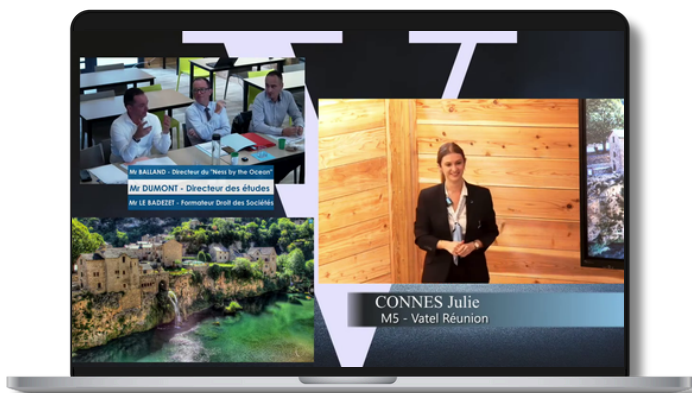 Mr BALLAND - Directeur du "Ness by the Ocean"
Mr DUMONT - Directeur des études
Mr LE BADEZET - Formateur Droit des Sociétés
CONNES Julie
M5 - Vatel Réunion